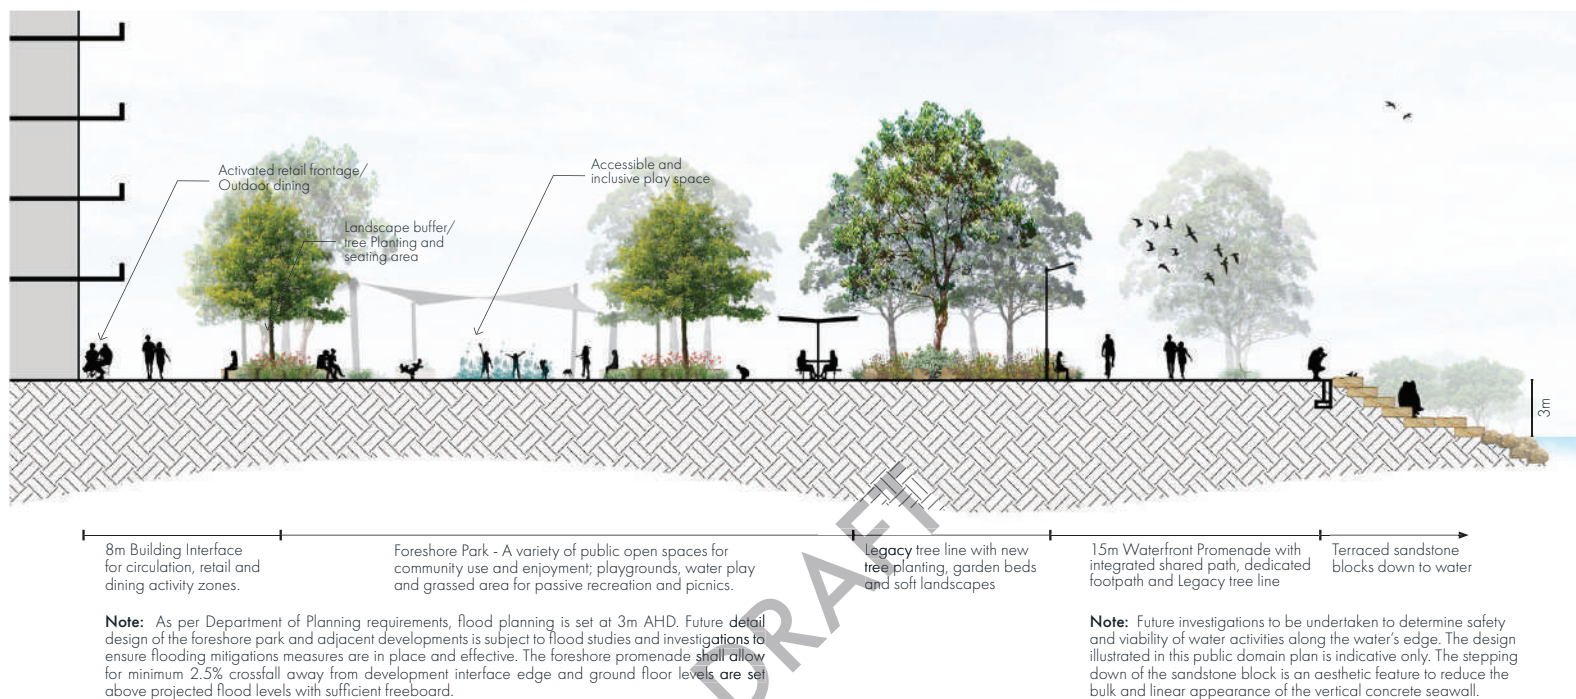 Activated retail frontage/
Outdoor dining
Landscape buffer/
tree Planting and
seating area
Accessible and
inclusive play space
3m
8m Building Interface
for circulation, retail and
dining activity zones.
Foreshore Park - A variety of public open spaces for
community use and enjoyment; playgrounds, water play
and grassed area for passive recreation and picnics.
Legacy tree line with new
tree planting, garden beds
and soft landscapes
15m Waterfront Promenade with
integrated shared path, dedicated
footpath and Legacy tree line
Terraced sandstone
blocks down to water
Note: As per Department of Planning requirements, flood planning is set at 3m AHD. Future detail
design of the foreshore park and adjacent developments is subject to flood studies and investigations to
ensure flooding mitigations measures are in place and effective. The foreshore promenade shall allow
for minimum 2.5% crossfall away from development interface edge and ground floor levels are set
above projected flood levels with sufficient freeboard.
Note: Future investigations to be undertaken to determine safety
and viability of water activities along the water's edge. The design
illustrated in this public domain plan is indicative only. The stepping
down of the sandstone block is an aesthetic feature to reduce the
bulk and linear appearance of the vertical concrete seawall.
DRAFT